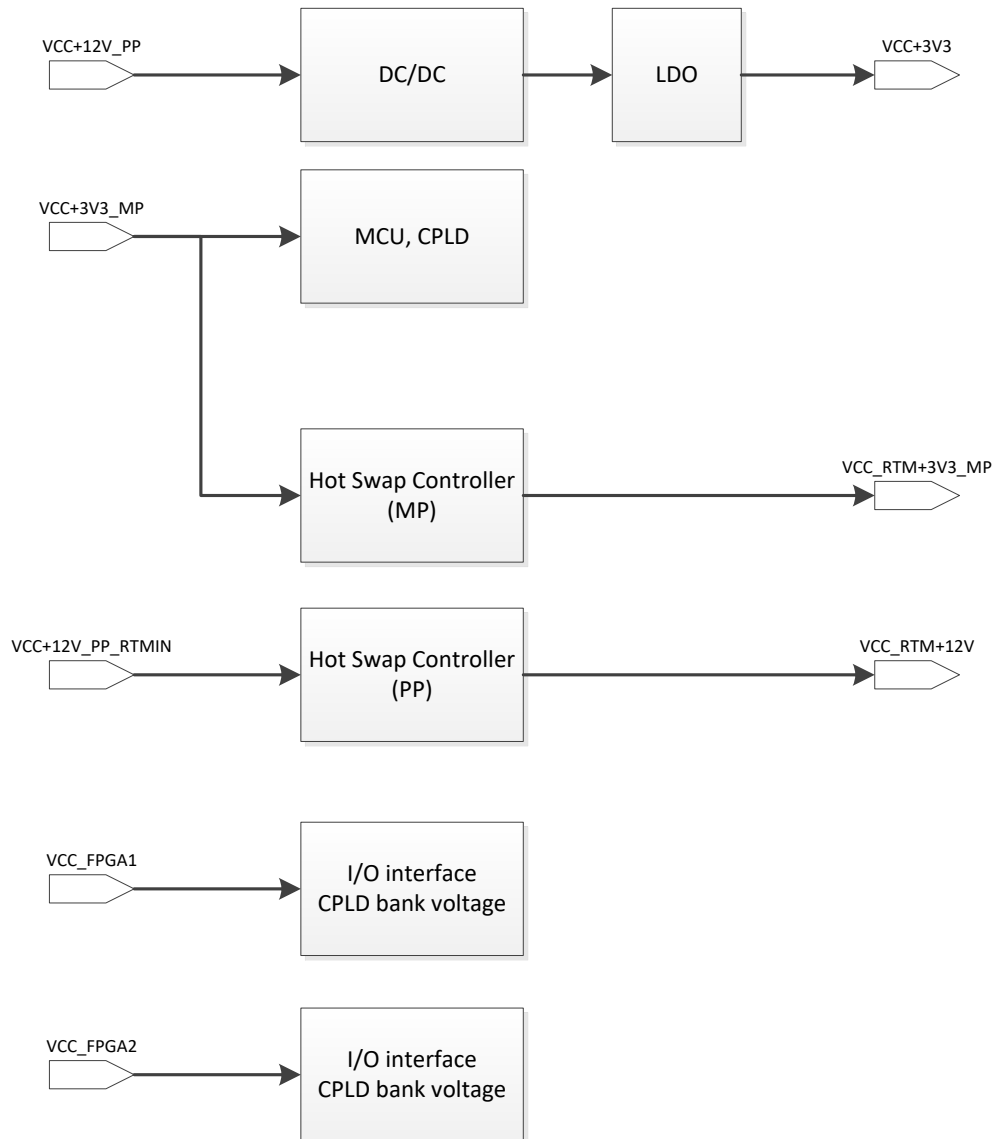 VCC+12V_PP
DC/DC
LDO
VCC+3V3
VCC+3V3_MP
MCU, CPLD
Hot Swap Controller
(MP)
VCC_RTM+3V3_MP
VCC+12V_PP_RTMIN
Hot Swap Controller
(PP)
VCC_RTM+12V
VCC_FPGA1
I/O interface
CPLD bank voltage
VCC_FPGA2
I/O interface
CPLD bank voltage